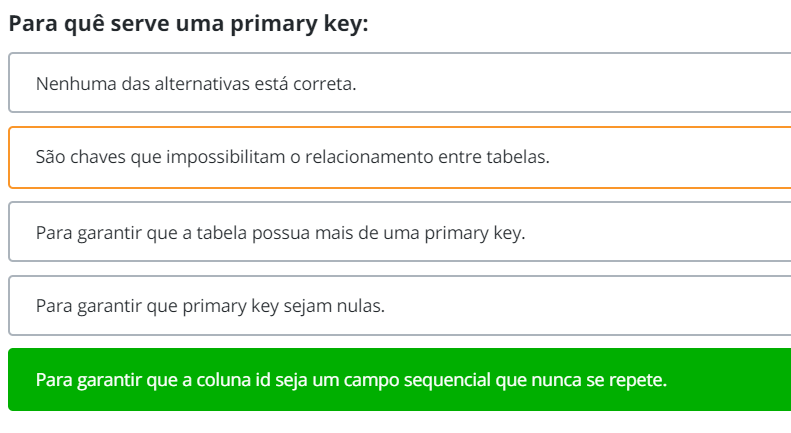 Para quê serve uma primary key:
Nenhuma das alternativas está correta.
São chaves que impossibilitam o relacionamento entre tabelas.
Para garantir que a tabela possua mais de uma primary key.
Para garantir que primary key sejam nulas.
Para garantir que a coluna id seja um campo sequencial que nunca se repete.